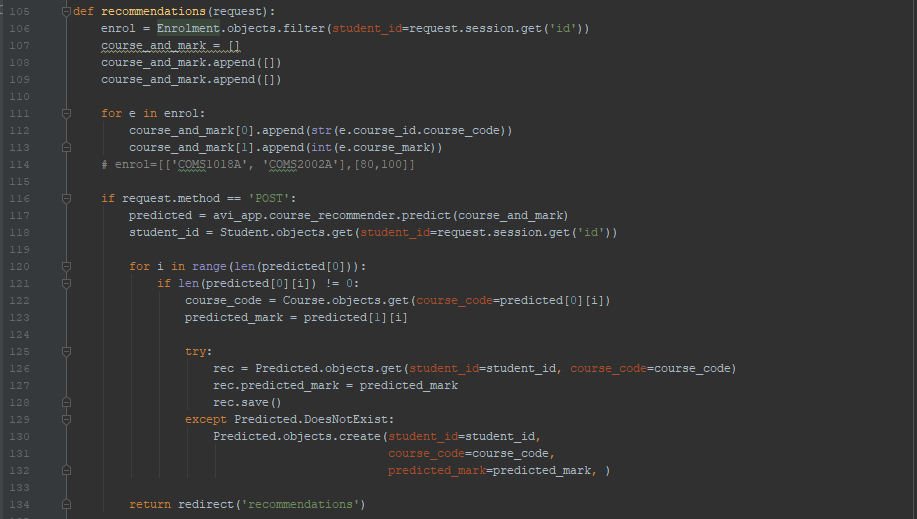 105 def recommendations(request):
106     enrol = Enrolment.objects.filter(student_id=request.session.get('id'))
107     course_and_mark = []
108     course_and_mark.append([])
109     course_and_mark.append([])
110
111     for e in enrol:
112         course_and_mark[0].append(str(e.course_id.course_code))
113         course_and_mark[1].append(int(e.course_mark))
114     # enrol=[['COMS1018A', 'COMS2002A'],[80,100]]
115
116     if request.method == 'POST':
117         predicted = avi_app.course_recommender.predict(course_and_mark)
118         student_id = Student.objects.get(student_id=request.session.get('id'))
119
120         for i in range(len(predicted[0])):
121             if len(predicted[0][i]) != 0:
122                 course_code = Course.objects.get(course_code=predicted[0][i])
123                 predicted_mark = predicted[1][i]
124
125                 try:
126                     rec = Predicted.objects.get(student_id=student_id, course_code=course_code)
127                     rec.predicted_mark = predicted_mark
128                     rec.save()
129                 except Predicted.DoesNotExist:
130                     Predicted.objects.create(student_id=student_id,
131                                              course_code=course_code,
132                                              predicted_mark=predicted_mark, )
133
134         return redirect('recommendations')